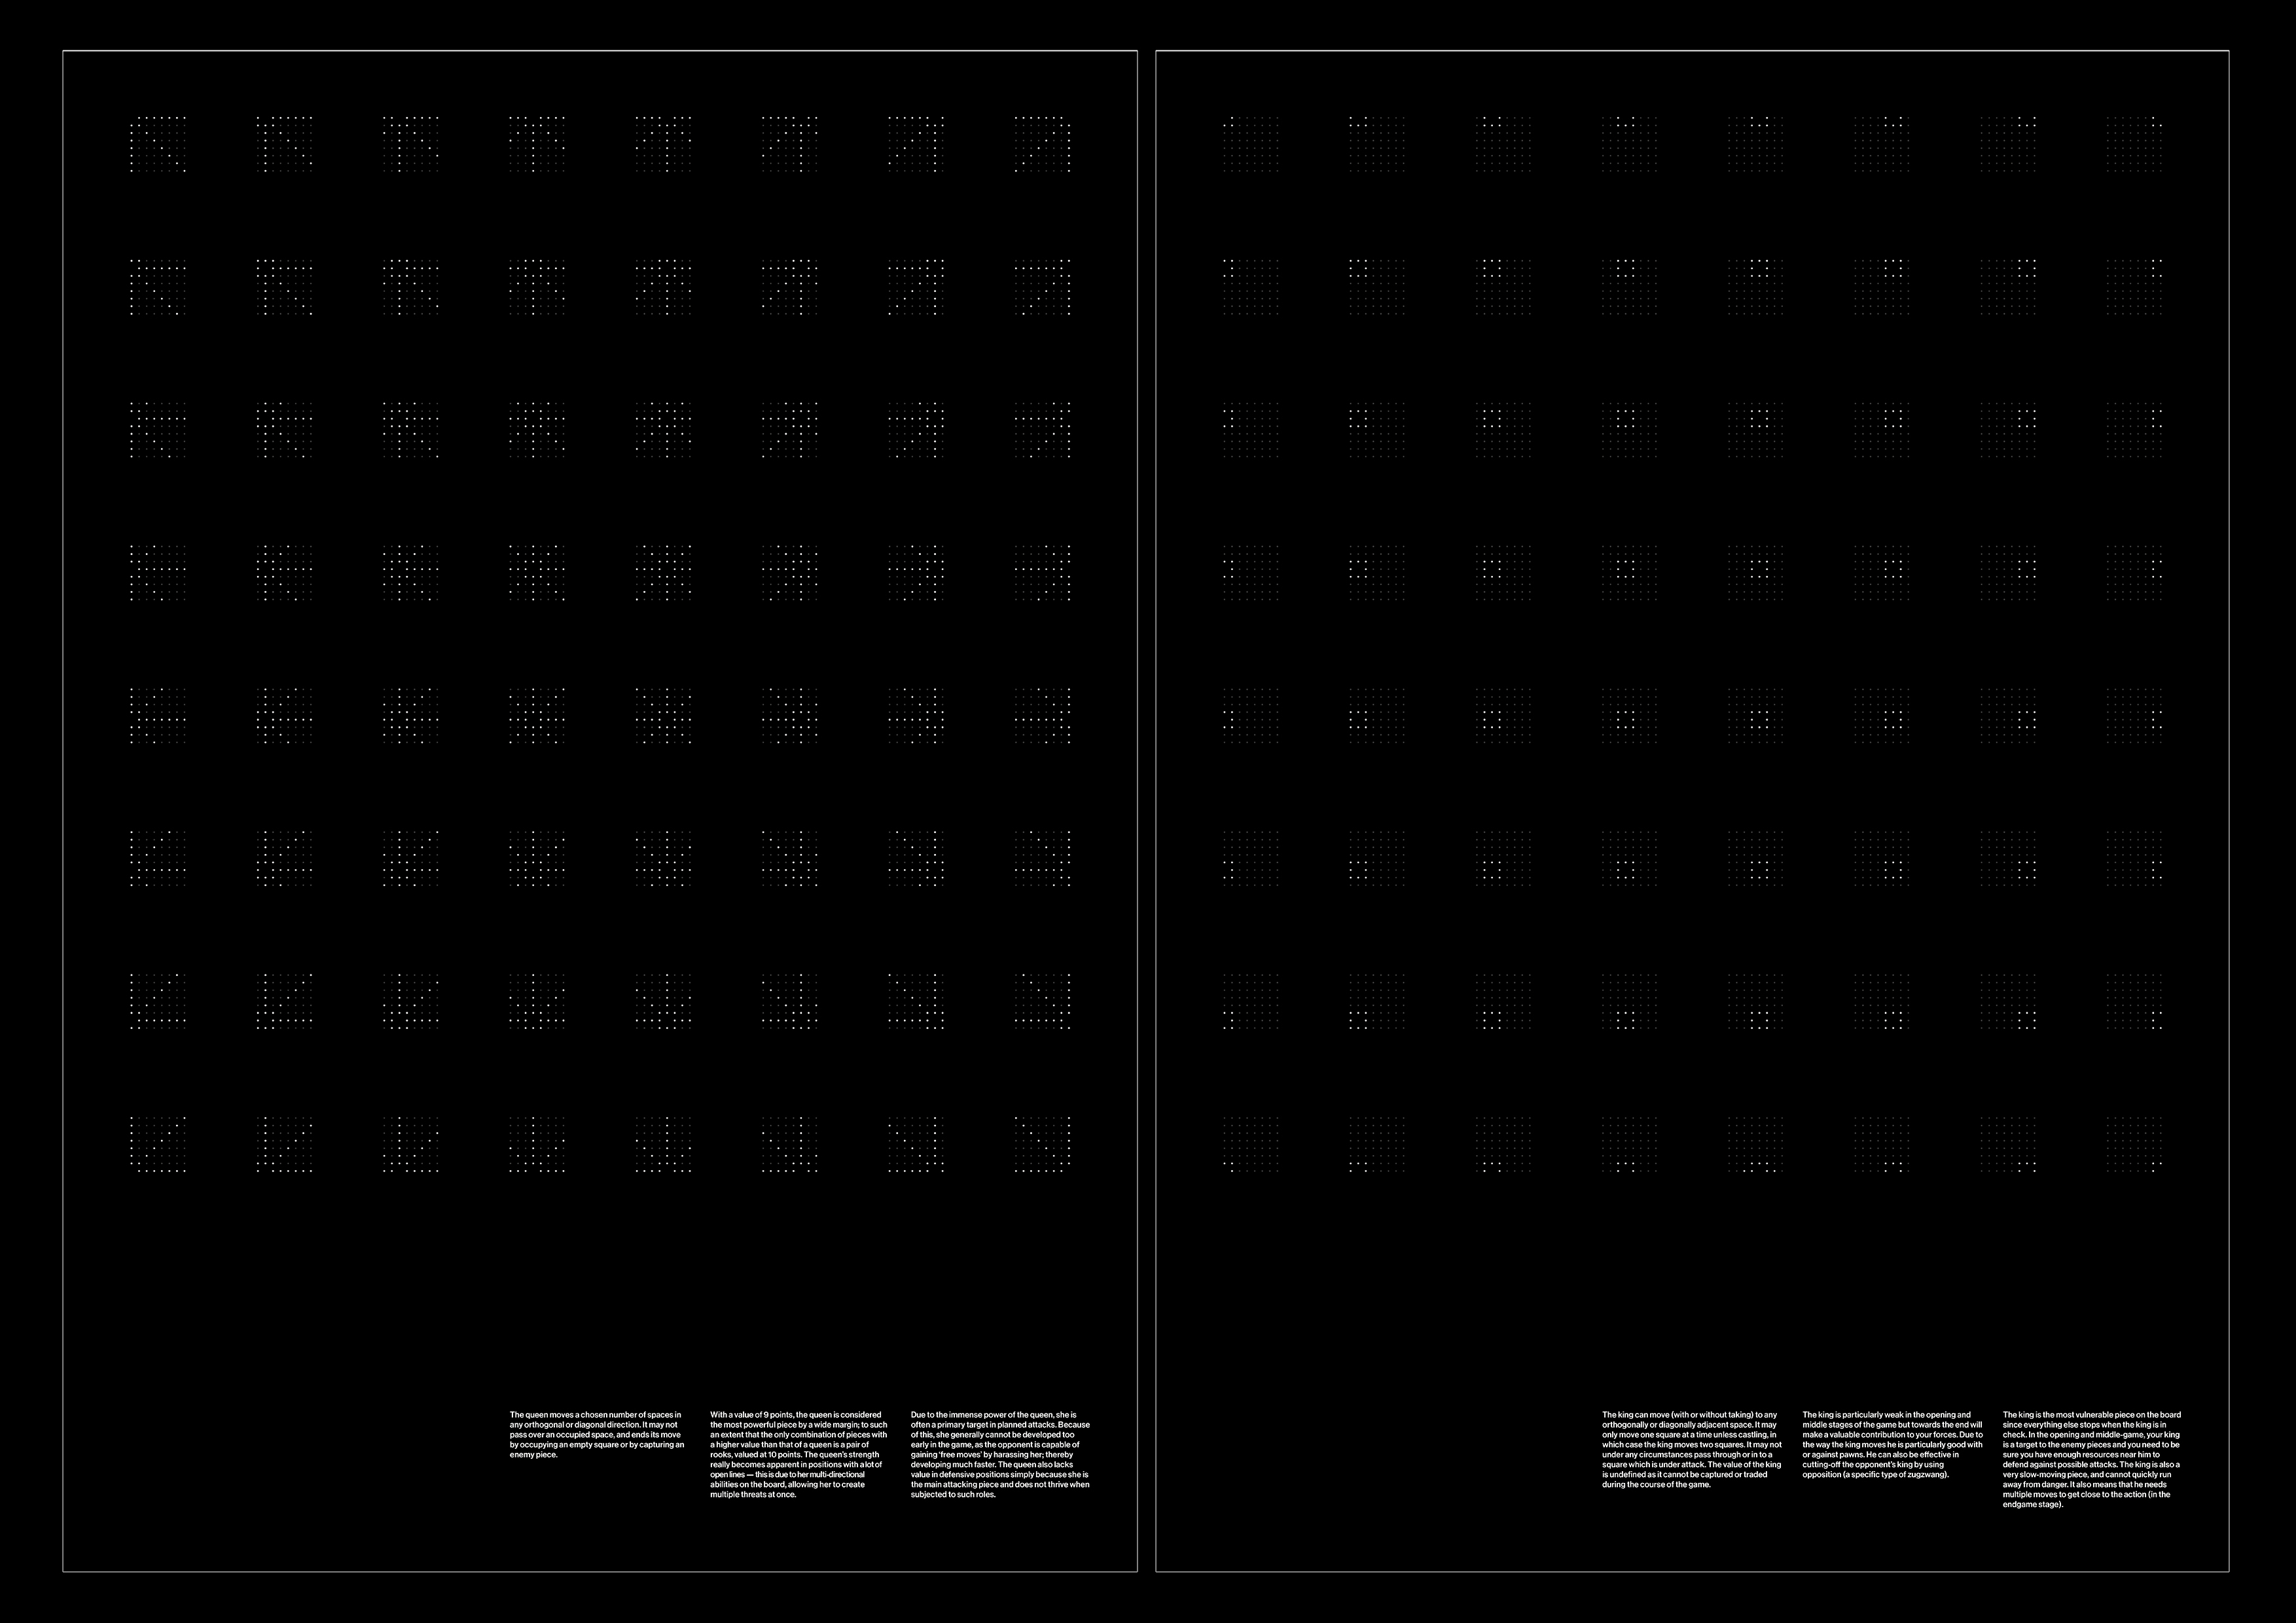 The queen moves a chosen number of spaces in
any orthogonal or diagonal direction. It may not
pass over an occupied space, and ends its move
by occupying an empty square or by capturing an
enemy piece.
With a value of 9 points, the queen is considered
the most powerful piece by a wide margin; to such
an extent that the only combination of pieces with
a higher value than that of a queen is a pair of
rooks, valued at 10 points. The queen's strength
really becomes apparent in positions with a lot of
open lines — this is due to her multi-directional
abilities on the board, allowing her to create
multiple threats at once.
Due to the immense power of the queen, she is
often a primary target in planned attacks. Because
of this, she generally cannot be developed too
early in the game, as the opponent is capable of
gaining 'free moves' by harassing her; thereby
developing much faster. The queen also lacks
value in defensive positions simply because she is
the main attacking piece and does not thrive when
subjected to such roles.
The king can move (with or without taking) to any
orthogonally or diagonally adjacent space. It may
only move one square at a time unless castling, in
which case the king moves two squares. It may not
under any circumstances pass through or in to a
square which is under attack. The value of the king
is undefined as it cannot be captured or traded
during the course of the game.
The king is particularly weak in the opening and
middle stages of the game but towards the end will
make a valuable contribution to your forces. Due to
the way the king moves he is particularly good with
or against pawns. He can also be effective in
cutting-off the opponent's king by using
opposition (a specific type of zugzwang).
The king is the most vulnerable piece on the board
since everything else stops when the king is in
check. In the opening and middle-game, your king
is a target to the enemy pieces and you need to be
sure you have enough resources near him to
defend against possible attacks. The king is also a
very slow-moving piece, and cannot quickly run
away from danger. It also means that he needs
multiple moves to get close to the action (in the
endgame stage).